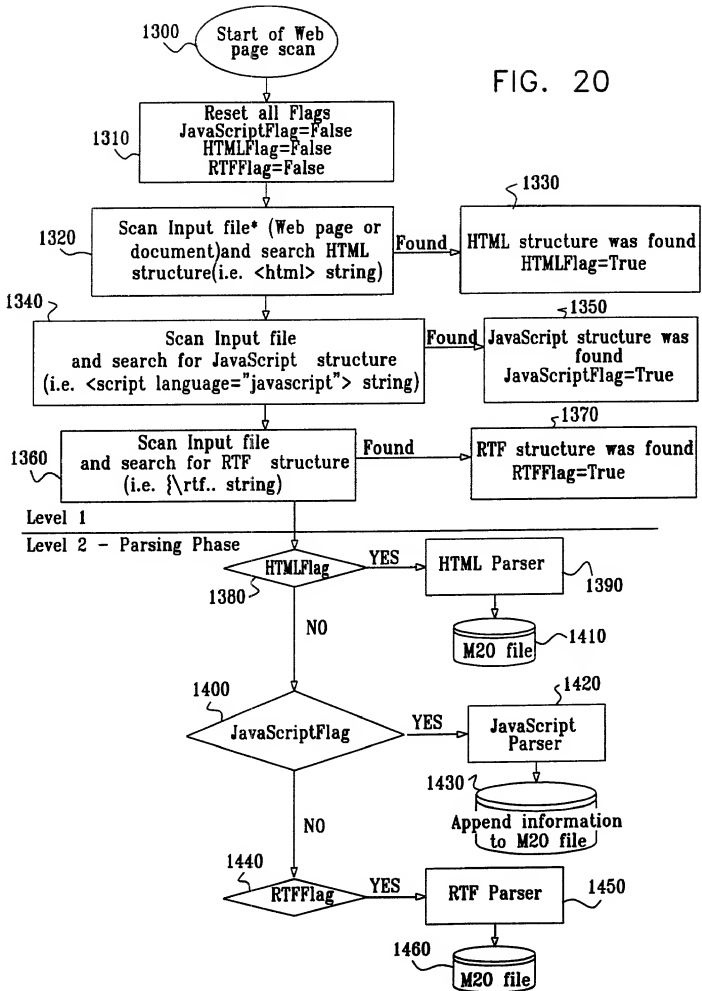 1300
Start of Web
page scan
FIG. 20
1310
Reset all Flags
JavaScriptFlag=False
HTMLFlag=False
RTFFlag=False
1320
Scan Input file* (Web page or
document)and search HTML
structure(i.e. <html> string)
Found
1330
HTML structure was found
HTMLFlag=True
1340
Scan Input file
and search for JavaScript structure
(i.e. <script language="javascript"> string)
Found
1350
JavaScript structure was
found
JavaScriptFlag=True
1360
Scan Input file
and search for RTF structure
(i.e. {\rtf.. string)
Found
1370
RTF structure was found
RTFFlag=True
Level 1
Level 2 - Parsing Phase
HTMLFlag
1380
YES
HTML Parser
1390
M20 file
1410
NO
1400
JavaScriptFlag
YES
1420
JavaScript
Parser
1430
Append information
to M20 file
NO
1440
RTFFlag
YES
RTF Parser
1450
1460
M20 file